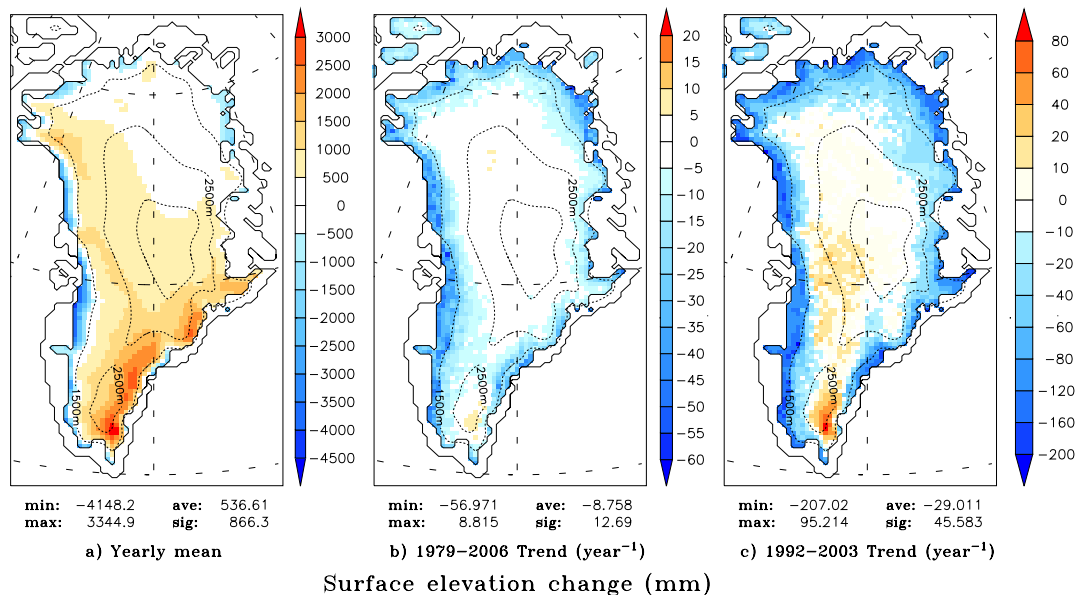 3000
2500
2000
1500
1000
500
0
−500
−1000
−1500
−2000
−2500
−3000
−3500
−4000
−4500
2500m
2500m
1500m
min: −4148.2 ave: 536.61
max: 3344.9 sig: 866.3
a) Yearly mean
20
15
10
5
0
−5
−10
−15
−20
−25
−30
−35
−40
−45
−50
−55
−60
2500m
2500m
1500m
min: −56.971 ave: −8.758
max: 8.815 sig: 12.69
b) 1979−2006 Trend (year⁻¹)
80
60
40
20
10
0
−10
−20
−40
−60
−80
−120
−160
−200
2500m
2500m
1500m
min: −207.02 ave: −29.011
max: 95.214 sig: 45.583
c) 1992−2003 Trend (year⁻¹)
Surface elevation change (mm)